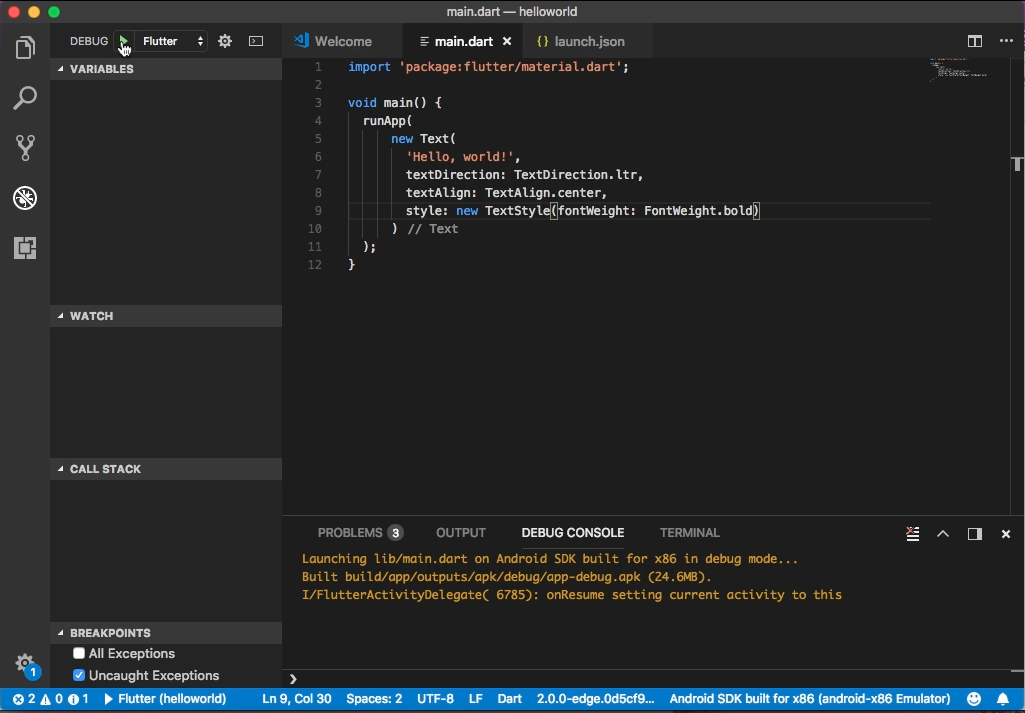 main.dart — helloworld
DEBUG Flutter
Welcome main.dart launch.json
VARIABLES
WATCH
CALL STACK
BREAKPOINTS
All Exceptions
Uncaught Exceptions
1 import 'package:flutter/material.dart';
2
3 void main() {
4 runApp(
5 new Text(
6 'Hello, world!',
7 textDirection: TextDirection.ltr,
8 textAlign: TextAlign.center,
9 style: new TextStyle(fontWeight: FontWeight.bold)
10 ) // Text
11 );
12 }
PROBLEMS 3 OUTPUT DEBUG CONSOLE TERMINAL
Launching lib/main.dart on Android SDK built for x86 in debug mode...
Built build/app/outputs/apk/debug/app-debug.apk (24.6MB).
I/FlutterActivityDelegate( 6785): onResume setting current activity to this
1
2 0 1 Flutter (helloworld) Ln 9, Col 30 Spaces: 2 UTF-8 LF Dart 2.0.0-edge.0d5cf9... Android SDK built for x86 (android-x86 Emulator)